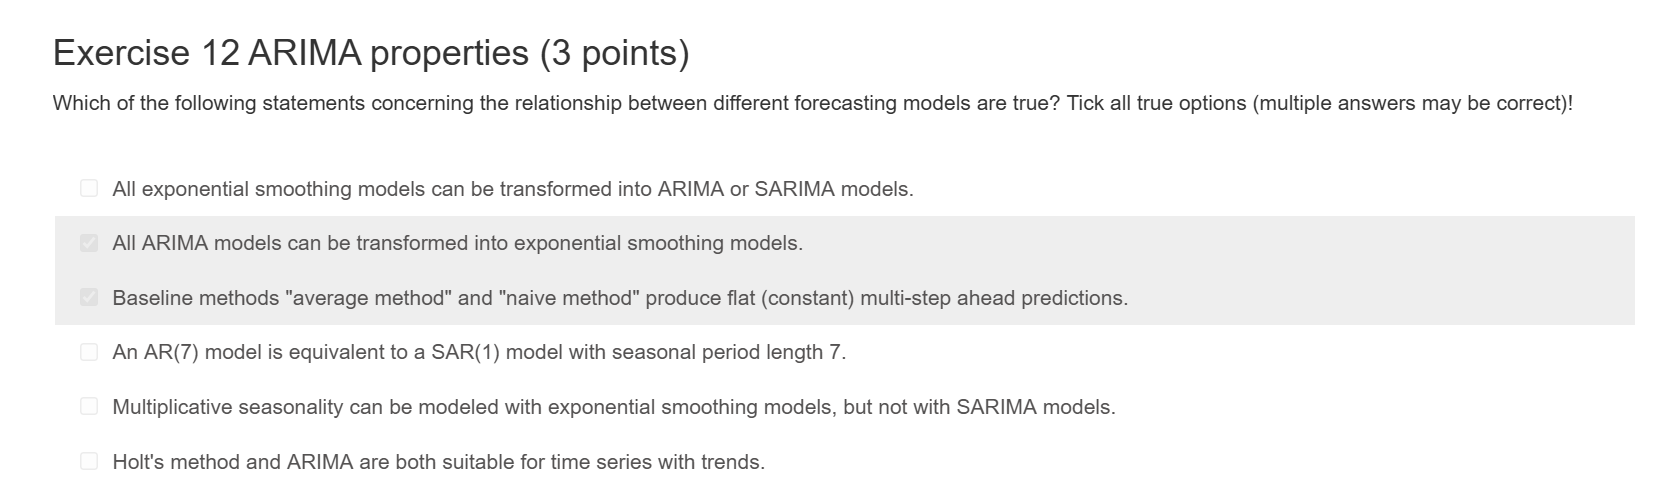 Exercise 12 ARIMA properties (3 points)
Which of the following statements concerning the relationship between different forecasting models are true? Tick all true options (multiple answers may be correct)!
All exponential smoothing models can be transformed into ARIMA or SARIMA models.
All ARIMA models can be transformed into exponential smoothing models.
Baseline methods "average method" and "naive method" produce flat (constant) multi-step ahead predictions.
An AR(7) model is equivalent to a SAR(1) model with seasonal period length 7.
Multiplicative seasonality can be modeled with exponential smoothing models, but not with SARIMA models.
Holt's method and ARIMA are both suitable for time series with trends.